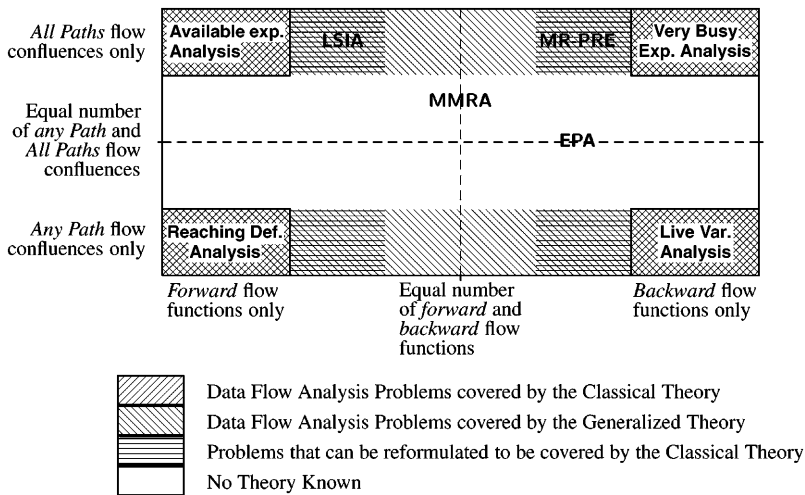 All Paths flow
confluences only
Available exp.
Analysis
LSIA
MR-PRE
Very Busy
Exp. Analysis
Equal number
of any Path and
All Paths flow
confluences
MMRA
EPA
Any Path flow
confluences only
Reaching Def.
Analysis
Live Var.
Analysis
Forward flow
functions only
Equal number
of forward and
backward flow
functions
Backward flow
functions only
Data Flow Analysis Problems covered by the Classical Theory
Data Flow Analysis Problems covered by the Generalized Theory
Problems that can be reformulated to be covered by the Classical Theory
No Theory Known